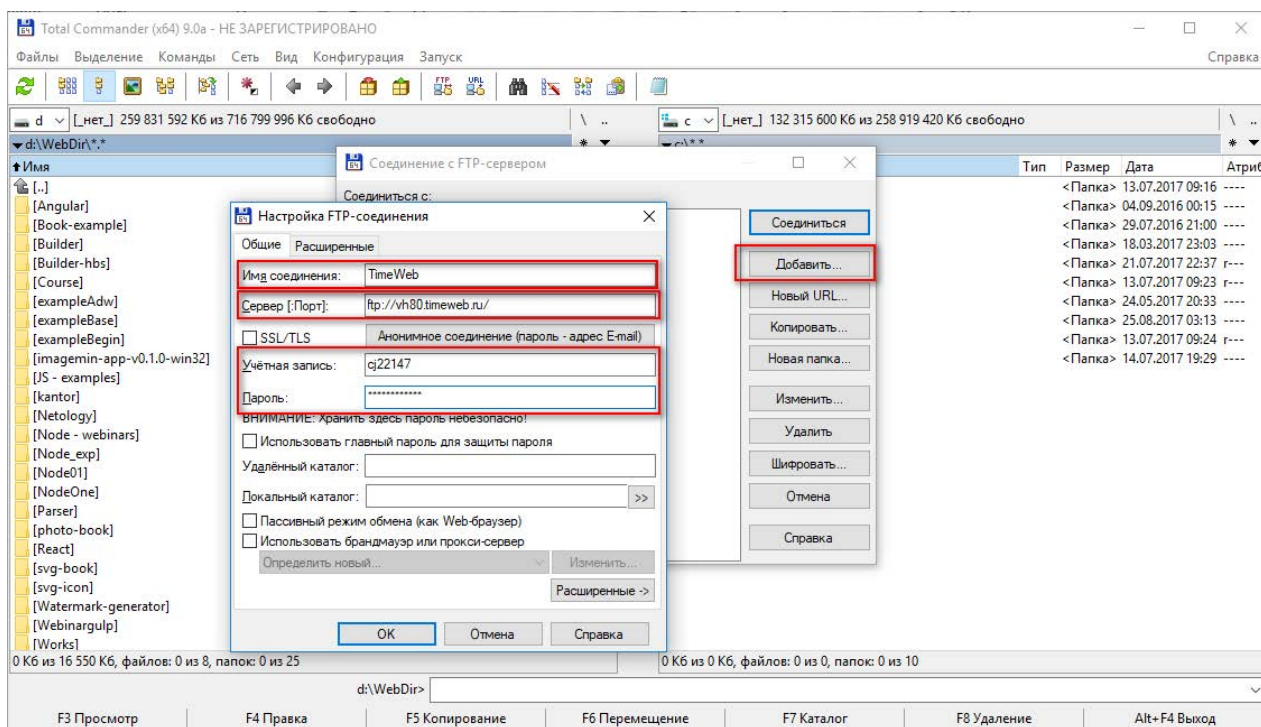 Total Commander (x64) 9.0a - НЕ ЗАРЕГИСТРИРОВАНО
Файлы Выделение Команды Сеть Вид Конфигурация Запуск Справка
FTP URL
d [_нет_] 259 831 592 Кб из 716 799 996 Кб свободно \ ..
c [_нет_] 132 315 600 Кб из 258 919 420 Кб свободно \ ..
d:\WebDir\*.* * 
c:\*.* *
Имя
Тип Размер Дата Атриб
[..]
[Angular]
[Book-example]
[Builder]
[Builder-hbs]
[Course]
[exampleAdw]
[exampleBase]
[exampleBegin]
[imagemin-app-v0.1.0-win32]
[JS - examples]
[kantor]
[Netology]
[Node - webinars]
[Node_exp]
[Node01]
[NodeOne]
[Parser]
[photo-book]
[React]
[svg-book]
[svg-icon]
[Watermark-generator]
[Webinargulp]
[Works]
<Папка> 13.07.2017 09:16 ----
<Папка> 04.09.2016 00:15 ----
<Папка> 29.07.2016 21:00 ----
<Папка> 18.03.2017 23:03 ----
<Папка> 21.07.2017 22:37 r---
<Папка> 13.07.2017 09:23 r---
<Папка> 24.05.2017 20:33 ----
<Папка> 25.08.2017 03:13 ----
<Папка> 13.07.2017 09:24 r---
<Папка> 14.07.2017 19:29 ----
Соединение с FTP-сервером
Соединиться с:
Соединиться
Добавить...
Новый URL...
Копировать...
Новая папка...
Изменить...
Удалить
Шифровать...
Отмена
Справка
Настройка FTP-соединения
Общие Расширенные
Имя соединения: TimeWeb
Сервер [:Порт]: ftp://vh80.timeweb.ru/
SSL/TLS Анонимное соединение (пароль - адрес E-mail)
Учётная запись: cj22147
Пароль: ************
ВНИМАНИЕ: Хранить здесь пароль небезопасно!
Использовать главный пароль для защиты пароля
Удалённый каталог:
Локальный каталог: >>
Пассивный режим обмена (как Web-браузер)
Использовать брандмауэр или прокси-сервер
Определить новый... Изменить...
Расширенные ->
OK Отмена Справка
0 Кб из 16 550 Кб, файлов: 0 из 8, папок: 0 из 25
0 Кб из 0 Кб, файлов: 0 из 0, папок: 0 из 10
d:\WebDir>
F3 Просмотр F4 Правка F5 Копирование F6 Перемещение F7 Каталог F8 Удаление Alt+F4 Выход